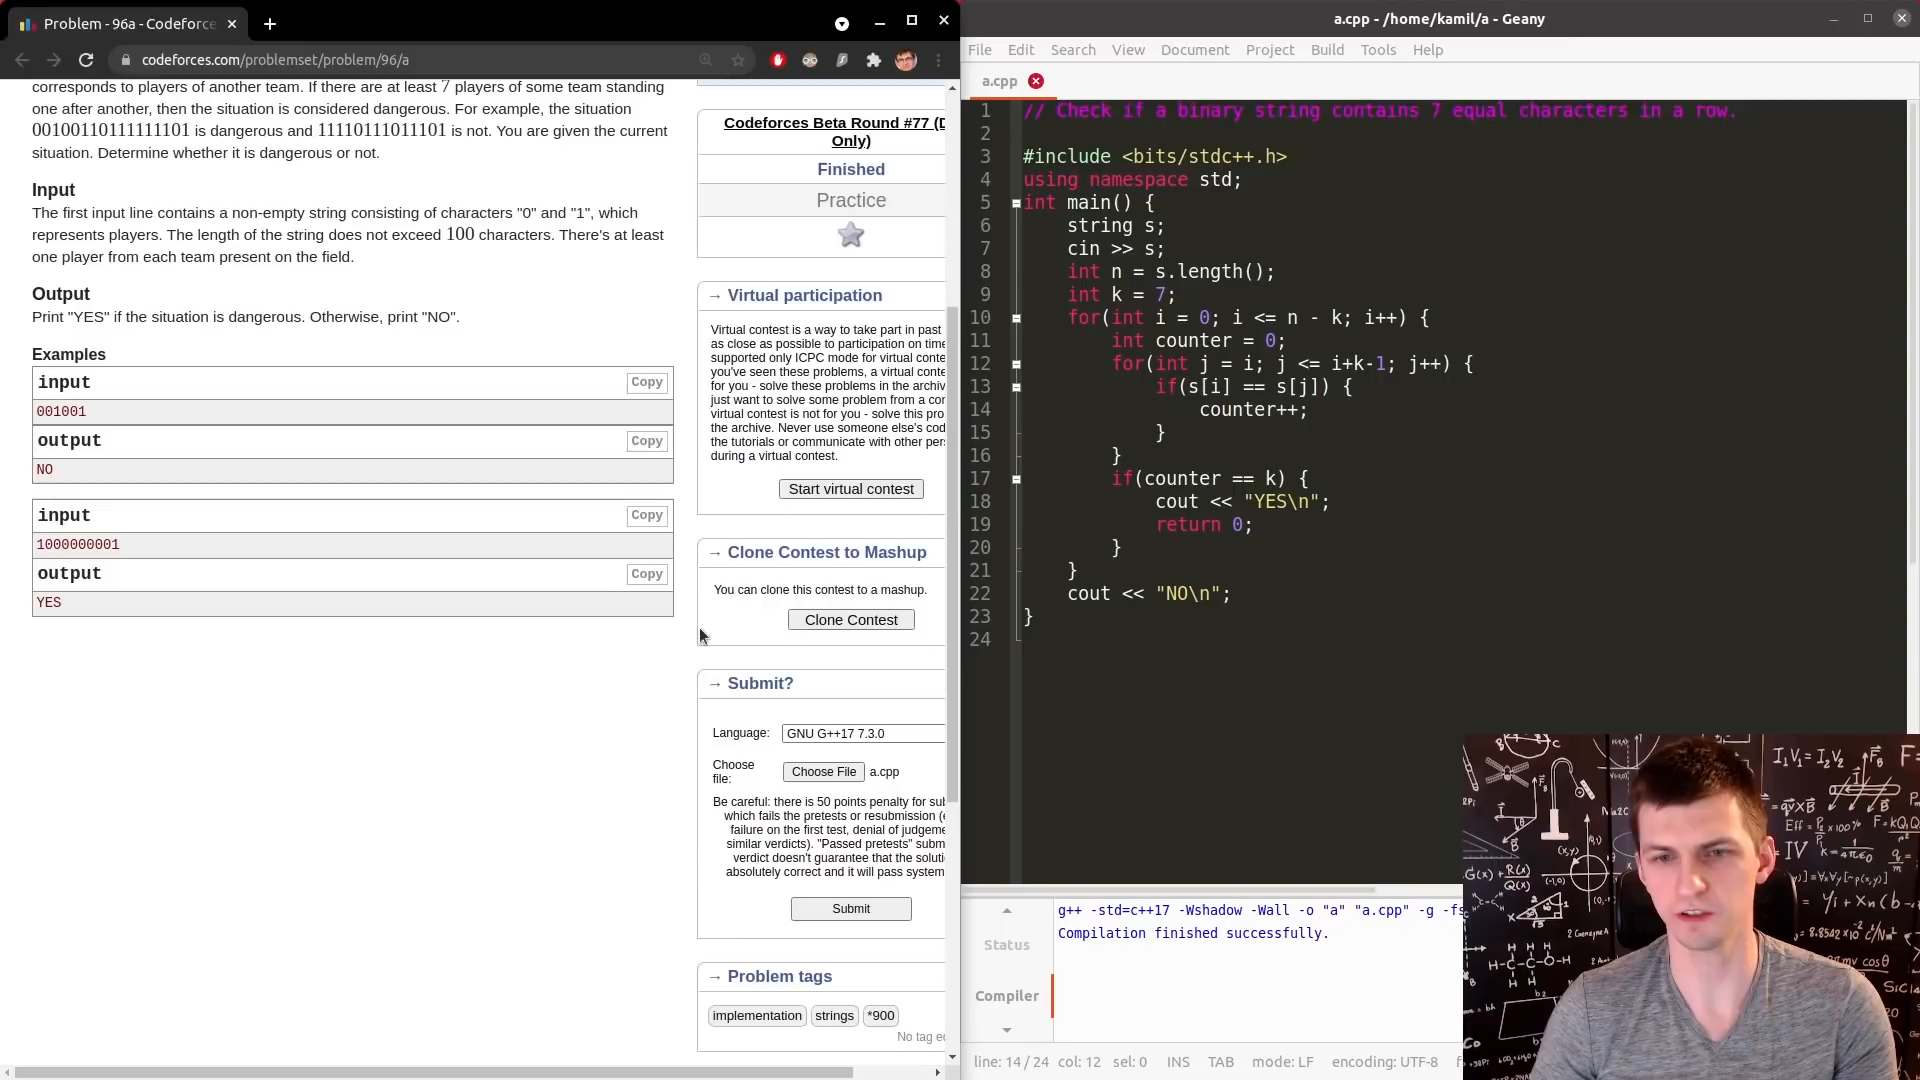 Problem - 96a - Codeforce
codeforces.com/problemset/problem/96/a
corresponds to players of another team. If there are at least 7 players of some team standing
one after another, then the situation is considered dangerous. For example, the situation
00100110111111101 is dangerous and 11110111011101 is not. You are given the current
situation. Determine whether it is dangerous or not.
Input
The first input line contains a non-empty string consisting of characters "0" and "1", which
represents players. The length of the string does not exceed 100 characters. There's at least
one player from each team present on the field.
Output
Print "YES" if the situation is dangerous. Otherwise, print "NO".
Examples
input
Copy
001001
output
Copy
NO
input
Copy
1000000001
output
Copy
YES
Codeforces Beta Round #77 (D
Only)
Finished
Practice
→ Virtual participation
Virtual contest is a way to take part in past
as close as possible to participation on time
supported only ICPC mode for virtual conte
you've seen these problems, a virtual conte
for you - solve these problems in the archiv
just want to solve some problem from a cor
virtual contest is not for you - solve this pro
the archive. Never use someone else's cod
the tutorials or communicate with other per
during a virtual contest.
Start virtual contest
→ Clone Contest to Mashup
You can clone this contest to a mashup.
Clone Contest
→ Submit?
Language:
GNU G++17 7.3.0
Choose
file:
Choose File
a.cpp
Be careful: there is 50 points penalty for sub
which fails the pretests or resubmission (e
failure on the first test, denial of judgeme
similar verdicts). "Passed pretests" subm
verdict doesn't guarantee that the soluti
absolutely correct and it will pass system
Submit
→ Problem tags
implementation strings *900
No tag ed
a.cpp - /home/kamil/a - Geany
File Edit Search View Document Project Build Tools Help
a.cpp
1 // Check if a binary string contains 7 equal characters in a row.
2
3 #include <bits/stdc++.h>
4 using namespace std;
5 int main() {
6 string s;
7 cin >> s;
8 int n = s.length();
9 int k = 7;
10 for(int i = 0; i <= n - k; i++) {
11 int counter = 0;
12 for(int j = i; j <= i+k-1; j++) {
13 if(s[i] == s[j]) {
14 counter++;
15 }
16 }
17 if(counter == k) {
18 cout << "YES\n";
19 return 0;
20 }
21 }
22 cout << "NO\n";
23 }
24
Status
Compiler
g++ -std=c++17 -Wshadow -Wall -o "a" "a.cpp" -g -fs
Compilation finished successfully.
line: 14 / 24 col: 12 sel: 0 INS TAB mode: LF encoding: UTF-8